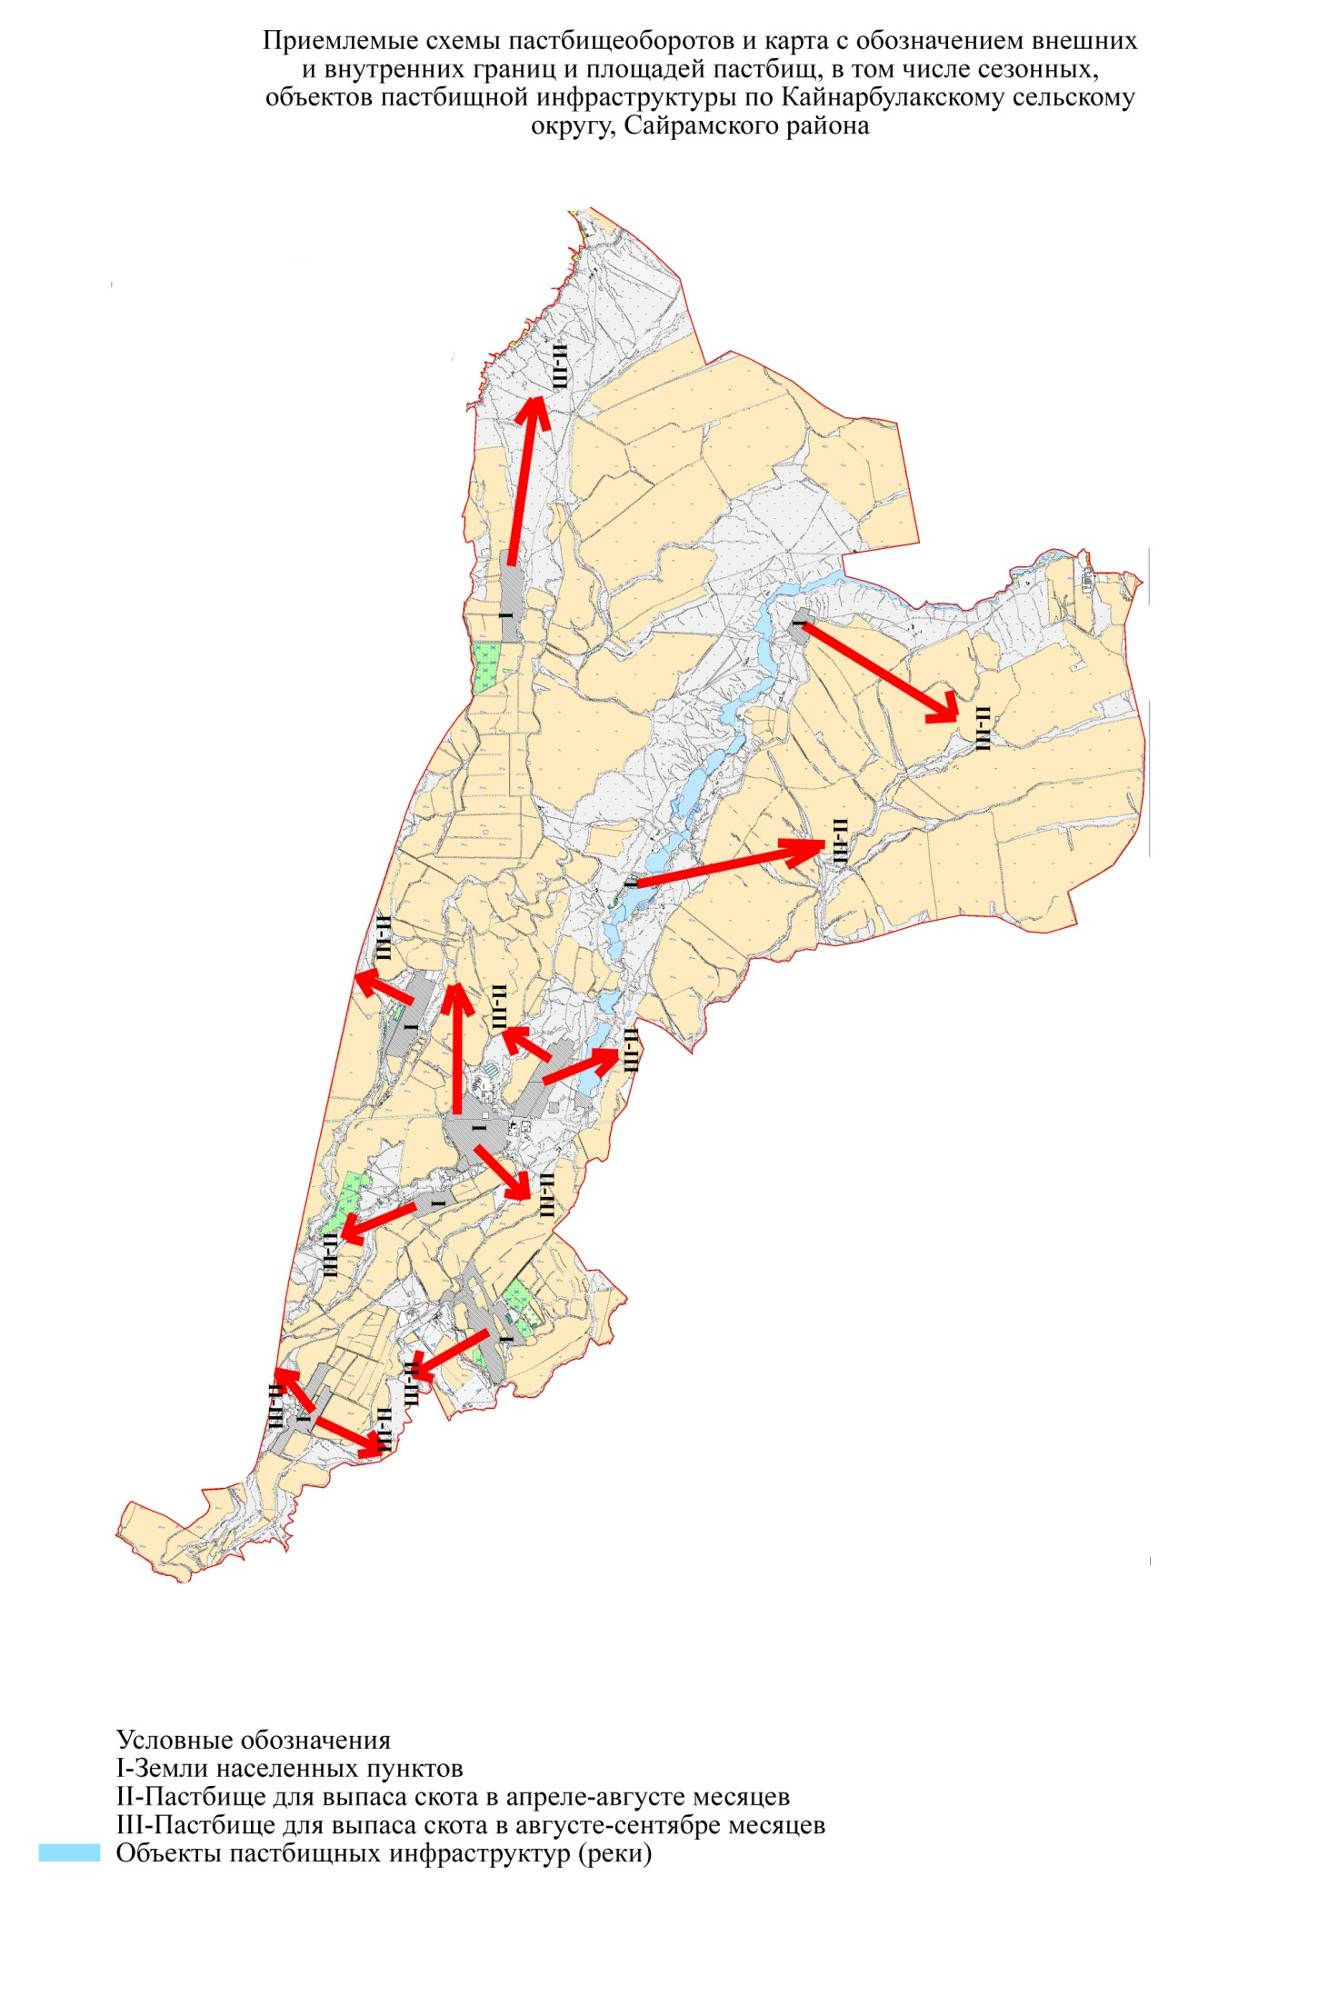 Приемлемые схемы пастбищеоборотов и карта с обозначением внешних
и внутренних границ и площадей пастбищ, в том числе сезонных,
объектов пастбищной инфраструктуры по Кайнарбулакскому сельскому
округу, Сайрамского района
III-II
I
I
III-II
III-II
I
III-II
I
III-II
III-II
I
III-II
I
III-II
I
III-II
III-II
I
III-II
Условные обозначения
I-Земли населенных пунктов
II-Пастбище для выпаса скота в апреле-августе месяцев
III-Пастбище для выпаса скота в августе-сентябре месяцев
Объекты пастбищных инфраструктур (реки)